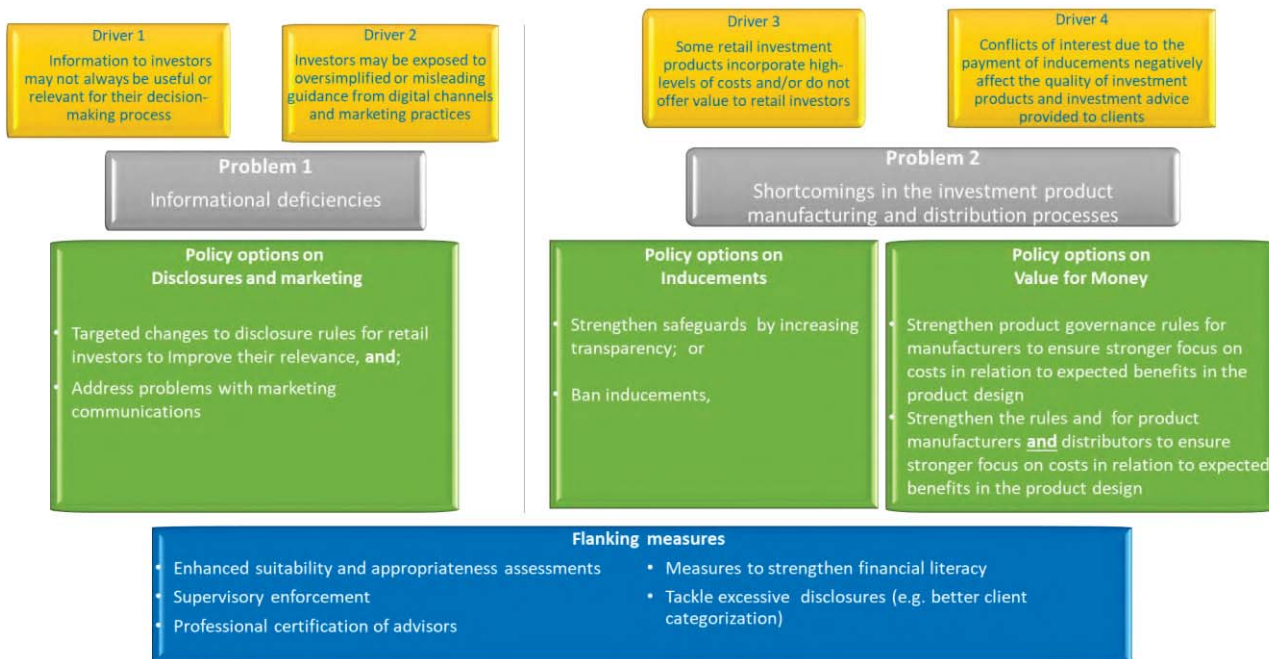 Driver 1
Information to investors
may not always be useful or
relevant for their decision-
making process
Driver 2
Investors may be exposed to
oversimplified or misleading
guidance from digital channels
and marketing practices
Driver 3
Some retail investment
products incorporate high-
levels of costs and/or do not
offer value to retail investors
Driver 4
Conflicts of interest due to the
payment of inducements negatively
affect the quality of investment
products and investment advice
provided to clients
Problem 1
Informational deficiencies
Problem 2
Shortcomings in the investment product
manufacturing and distribution processes
Policy options on
Disclosures and marketing
• Targeted changes to disclosure rules for retail
investors to Improve their relevance, and;
• Address problems with marketing
communications
Policy options on
Inducements
• Strengthen safeguards by increasing
transparency; or
• Ban inducements,
Policy options on
Value for Money
• Strengthen product governance rules for
manufacturers to ensure stronger focus on
costs in relation to expected benefits in the
product design
• Strengthen the rules and for product
manufacturers and distributors to ensure
stronger focus on costs in relation to expected
benefits in the product design
Flanking measures
• Enhanced suitability and appropriateness assessments
• Supervisory enforcement
• Professional certification of advisors
• Measures to strengthen financial literacy
• Tackle excessive disclosures (e.g. better client
categorization)